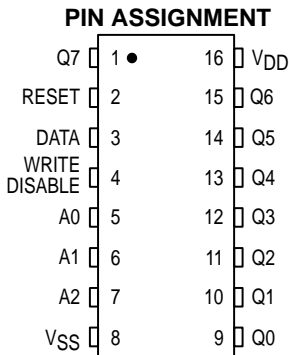 PIN ASSIGNMENT
Q7 1 16 VDD
RESET 2 15 Q6
DATA 3 14 Q5
WRITE
DISABLE 4 13 Q4
A0 5 12 Q3
A1 6 11 Q2
A2 7 10 Q1
VSS 8 9 Q0